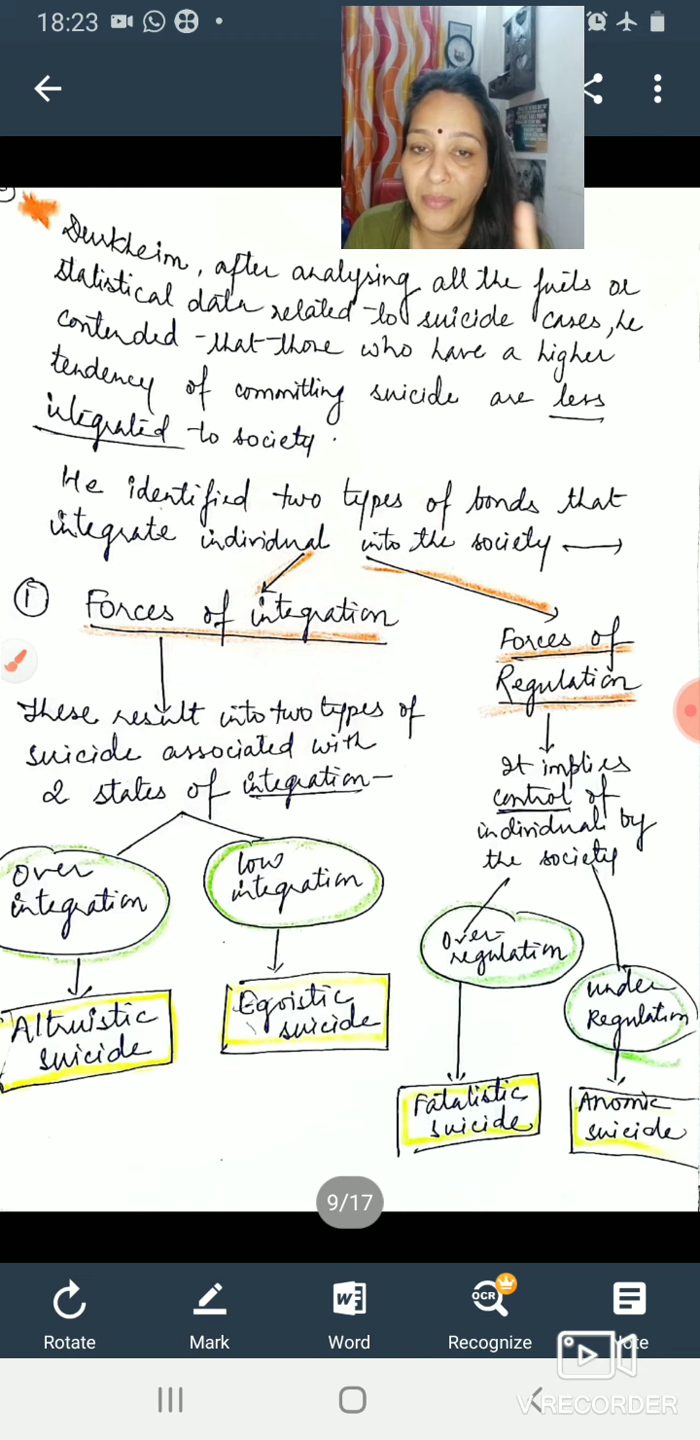 18:23
Durkheim, after analysing all the facts or
statistical data related to suicide cases, he
contended that those who have a higher
tendency of committing suicide are less
integrated to society.
He identified two types of bonds that
integrate individual into the society →
① Forces of integration
These result into two types of
suicide associated with
2 states of integration —
Over
integration
Altruistic
suicide
Low
integration
Egoistic
suicide
Forces of
Regulation
It implies
control of
individual by
the society
Over-
regulation
Fatalistic
suicide
under
Regulation
Anomic
suicide
9/17
Rotate
Mark
W
Word
OCR
Recognize
V RECORDER